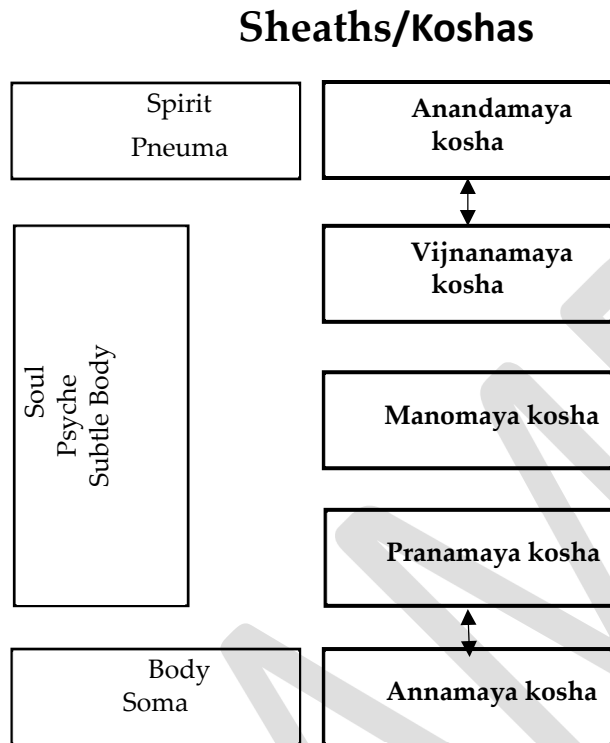 Sheaths/Koshas
Spirit
Pneuma
Anandamaya
kosha
Vijnanamaya
kosha
Soul
Psyche
Subtle Body
Manomaya kosha
Pranamaya kosha
Body
Soma
Annamaya kosha